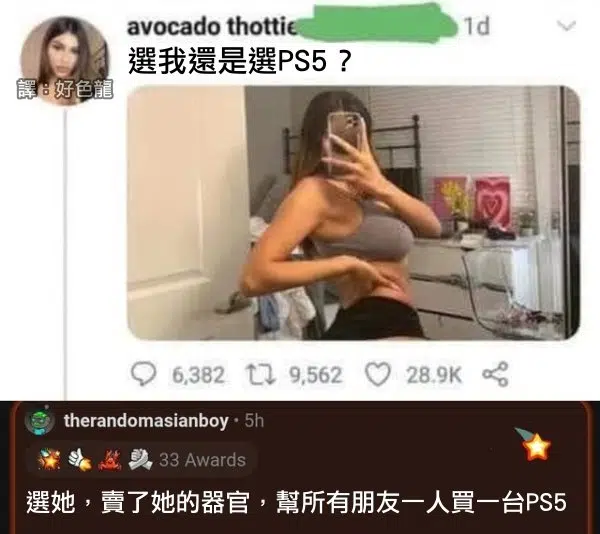 avocado thottie
1d
選我還是選PS5？
譯：好色龍
6,382 9,562 28.9K
therandomasianboy • 5h
33 Awards
選她，賣了她的器官，幫所有朋友一人買一台PS5